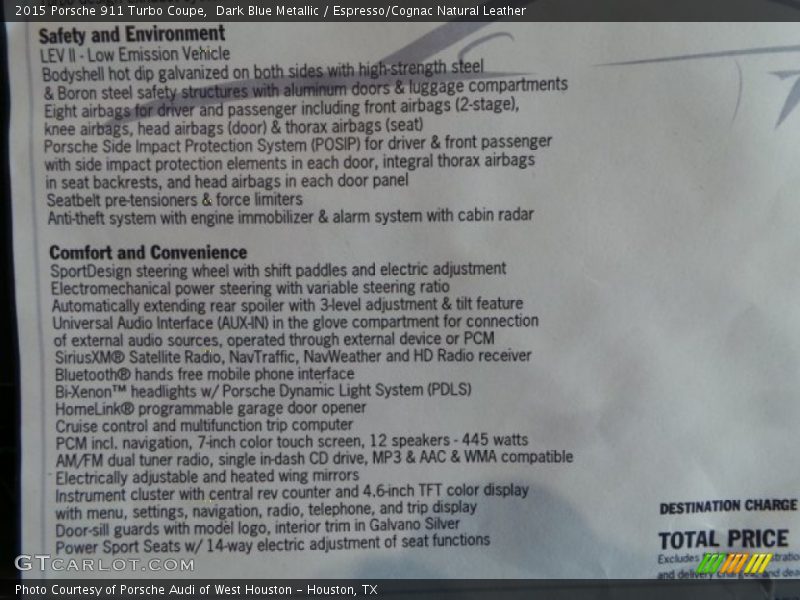 2015 Porsche 911 Turbo Coupe,  Dark Blue Metallic / Espresso/Cognac Natural Leather
Safety and Environment
LEV II - Low Emission Vehicle
Bodyshell hot dip galvanized on both sides with high-strength steel
& Boron steel safety structures with aluminum doors & luggage compartments
Eight airbags for driver and passenger including front airbags (2-stage),
knee airbags, head airbags (door) & thorax airbags (seat)
Porsche Side Impact Protection System (POSIP) for driver & front passenger
with side impact protection elements in each door, integral thorax airbags
in seat backrests, and head airbags in each door panel
Seatbelt pre-tensioners & force limiters
Anti-theft system with engine immobilizer & alarm system with cabin radar
Comfort and Convenience
SportDesign steering wheel with shift paddles and electric adjustment
Electromechanical power steering with variable steering ratio
Automatically extending rear spoiler with 3-level adjustment & tilt feature
Universal Audio Interface (AUX-IN) in the glove compartment for connection
of external audio sources, operated through external device or PCM
SiriusXM® Satellite Radio, NavTraffic, NavWeather and HD Radio receiver
Bluetooth® hands free mobile phone interface
Bi-Xenon™ headlights w/ Porsche Dynamic Light System (PDLS)
HomeLink® programmable garage door opener
Cruise control and multifunction trip computer
PCM incl. navigation, 7-inch color touch screen, 12 speakers - 445 watts
AM/FM dual tuner radio, single in-dash CD drive, MP3 & AAC & WMA compatible
Electrically adjustable and heated wing mirrors
Instrument cluster with central rev counter and 4.6-inch TFT color display
with menu, settings, navigation, radio, telephone, and trip display
Door-sill guards with model logo, interior trim in Galvano Silver
Power Sport Seats w/ 14-way electric adjustment of seat functions
DESTINATION CHARGE
TOTAL PRICE
Excludes
and delivery
GTCARLOT.COM
Photo Courtesy of Porsche Audi of West Houston – Houston, TX